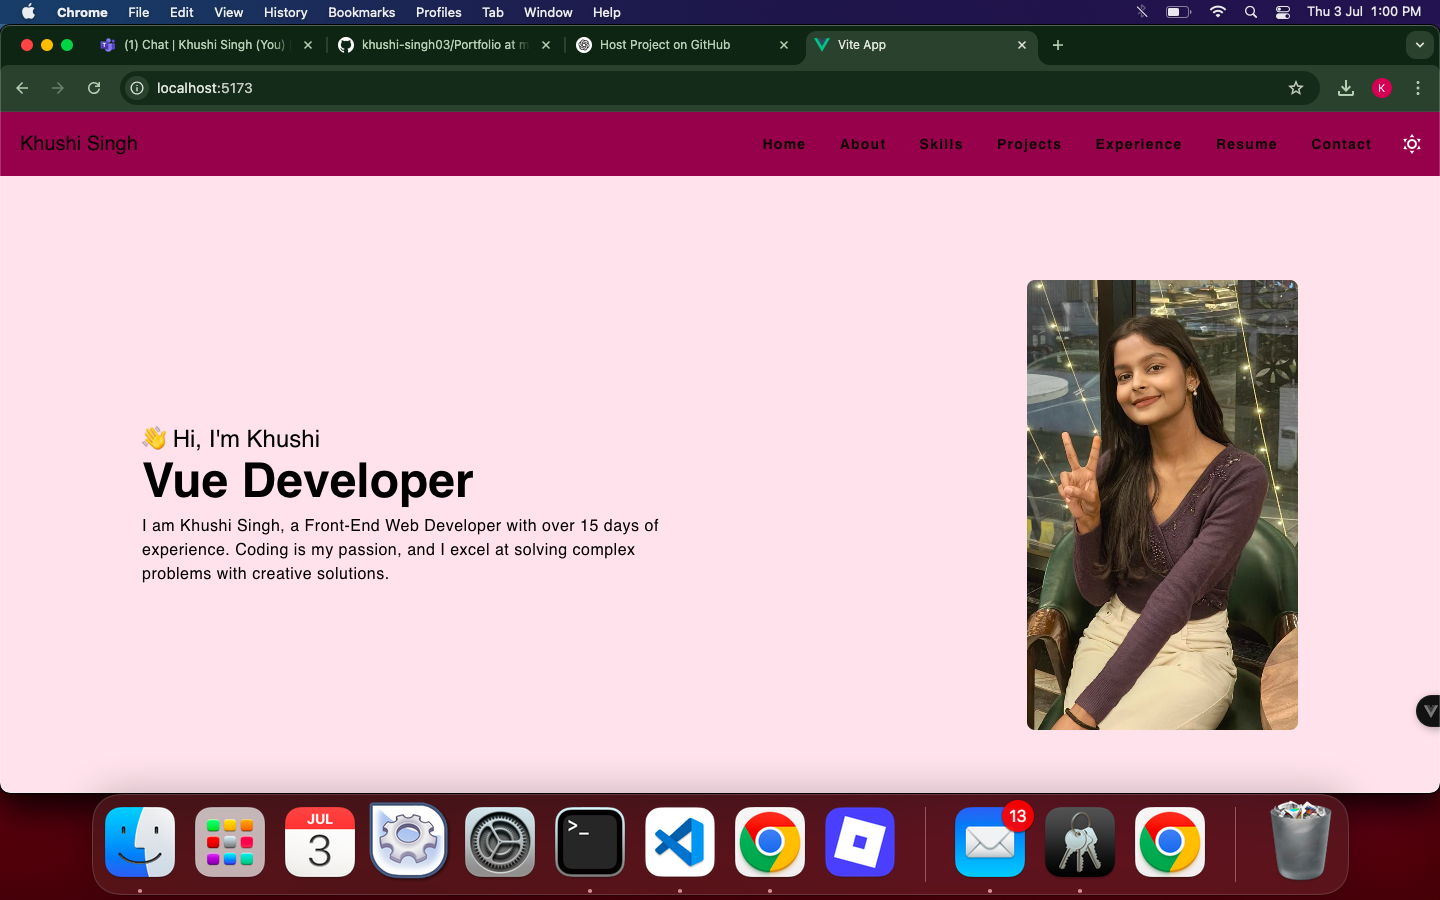 Chrome File Edit View History Bookmarks Profiles Tab Window Help Thu 3 Jul 1:00 PM
(1) Chat | Khushi Singh (You) khushi-singh03/Portfolio at m Host Project on GitHub Vite App
localhost:5173 K
Khushi Singh Home About Skills Projects Experience Resume Contact
👋 Hi, I'm Khushi
Vue Developer
I am Khushi Singh, a Front-End Web Developer with over 15 days of
experience. Coding is my passion, and I excel at solving complex
problems with creative solutions.
JUL
3
>_
13